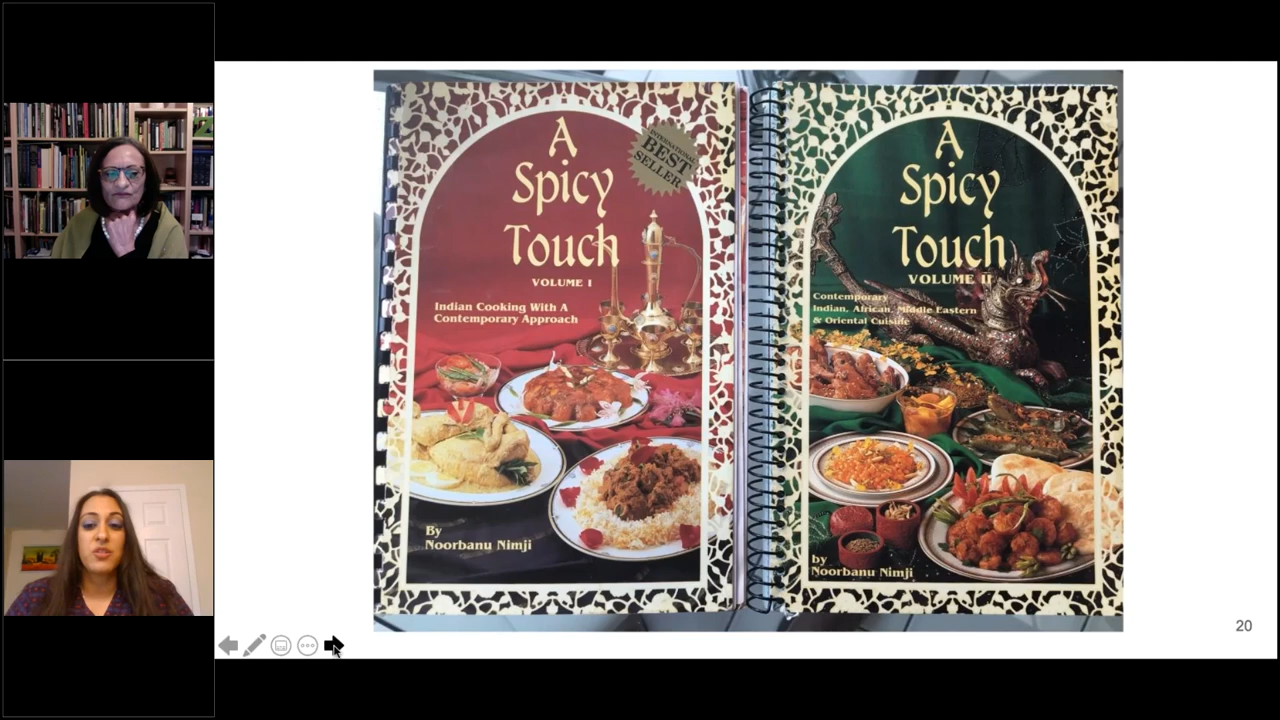 A
Spicy
Touch
VOLUME I
INTERNATIONAL
BEST
SELLER
Indian Cooking With A
Contemporary Approach
By
Noorbanu Nimji
A
Spicy
Touch
VOLUME II
Contemporary
Indian, African, Middle Eastern
& Oriental Cuisine
by
Noorbanu Nimji
20